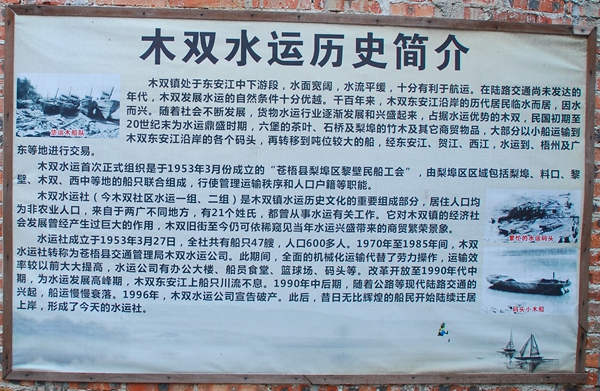 木双水运历史简介
木双镇处于东安江中下游段，水面宽阔，水流平缓，十分有利于航运。在陆路交通尚未发达的
年代，木双发展水运的自然条件十分优越。千百年来，木双东安江沿岸的历代居民临水而居，因水
而兴。随着社会不断发展，货物水运行业逐渐发展和兴盛起来，占据水运优势的木双，民国初期至
20世纪末为水运鼎盛时期，六堡的茶叶、石桥及梨埠的竹木及其它商贸物品，大部分以小船运输到
木双东安江沿岸的各个码头，再转移到吨位较大的船，经东安江、贺江、西江，水运到、梧州及广
东等地进行交易。
货运木船队
木双水运首次正式组织是于1953年3月份成立的“苍梧县梨埠区黎壁民船工会”，由梨埠区区域包括梨埠、料口、黎
壁、木双、西中等地的船只联合组成，行使管理运输秩序和人口户籍等职能。
木双水运社（今木双社区水运一组、二组）是木双镇水运历史文化的重要组成部分，居住人口均
为非农业人口，来自于两广不同地方，有21个姓氏，都曾从事水运有关工作。它对木双镇的经济社
会发展曾经产生过巨大的作用，木双旧街至今仍可依稀窥见当年水运兴盛带来的商贸繁荣景象。
水运社成立于1953年3月27日，全社共有船只47艘，人口600多人。1970年至1985年间，木双
水运社转称为苍梧县交通管理局木双水运公司。此期间，全面的机械化运输代替了劳力操作，运输效
率较以前大大提高，水运公司有办公大楼、船员食堂、篮球场、码头等。改革开放至1990年代中
期，为水运发展高峰期，木双东安江上船只川流不息。1990年中后期，随着公路等现代陆路交通的
兴起，船运慢慢衰落。1996年，木双水运公司宣告破产。此后，昔日无比辉煌的船民开始陆续迁居
上岸，形成了今天的水运社。
繁忙的水运码头
码头小木船